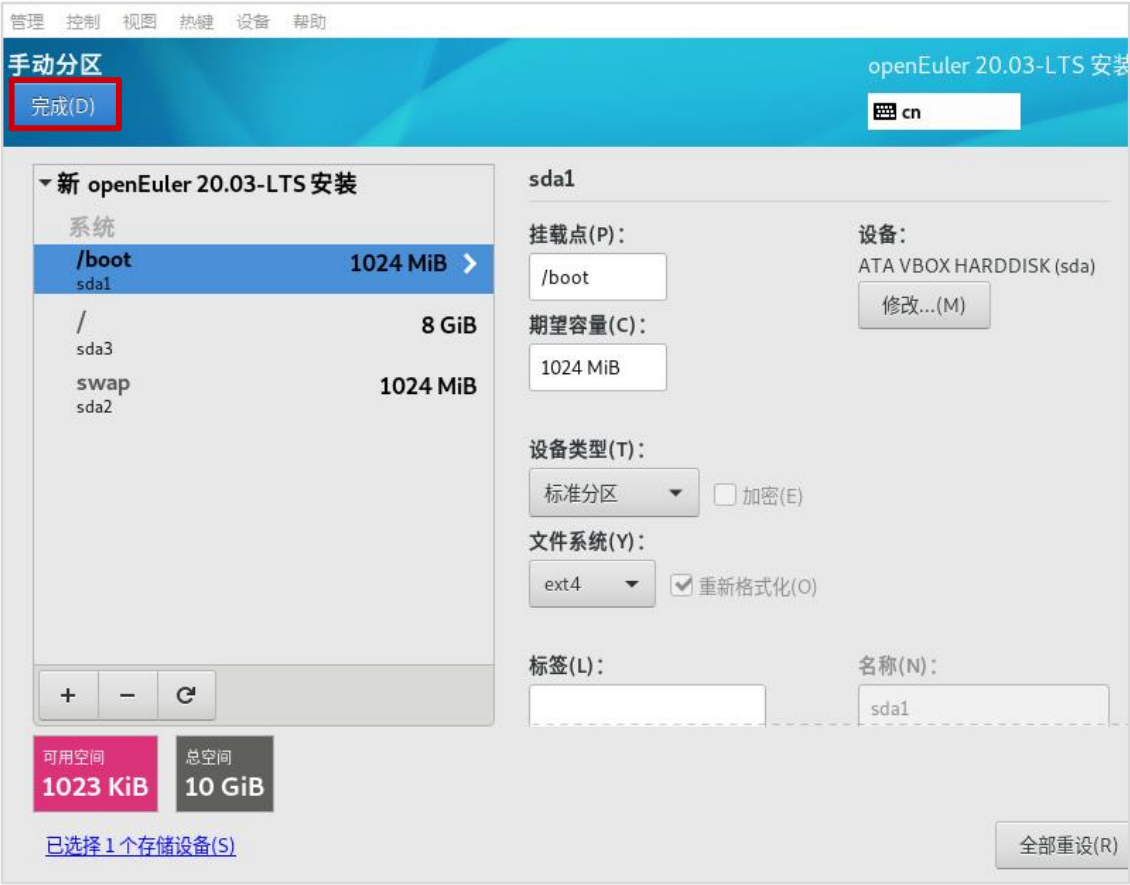 管理 控制 视图 热键 设备 帮助
手动分区
openEuler 20.03-LTS 安装
完成(D)
cn
新 openEuler 20.03-LTS 安装
系统
/boot 1024 MiB
sda1
/ 8 GiB
sda3
swap 1024 MiB
sda2
+ −
可用空间
1023 KiB
总空间
10 GiB
已选择 1 个存储设备(S)
sda1
挂载点(P)：
/boot
期望容量(C)：
1024 MiB
设备：
ATA VBOX HARDDISK (sda)
修改...(M)
设备类型(T)：
标准分区
加密(E)
文件系统(Y)：
ext4
重新格式化(O)
标签(L)：
名称(N)：
sda1
全部重设(R)